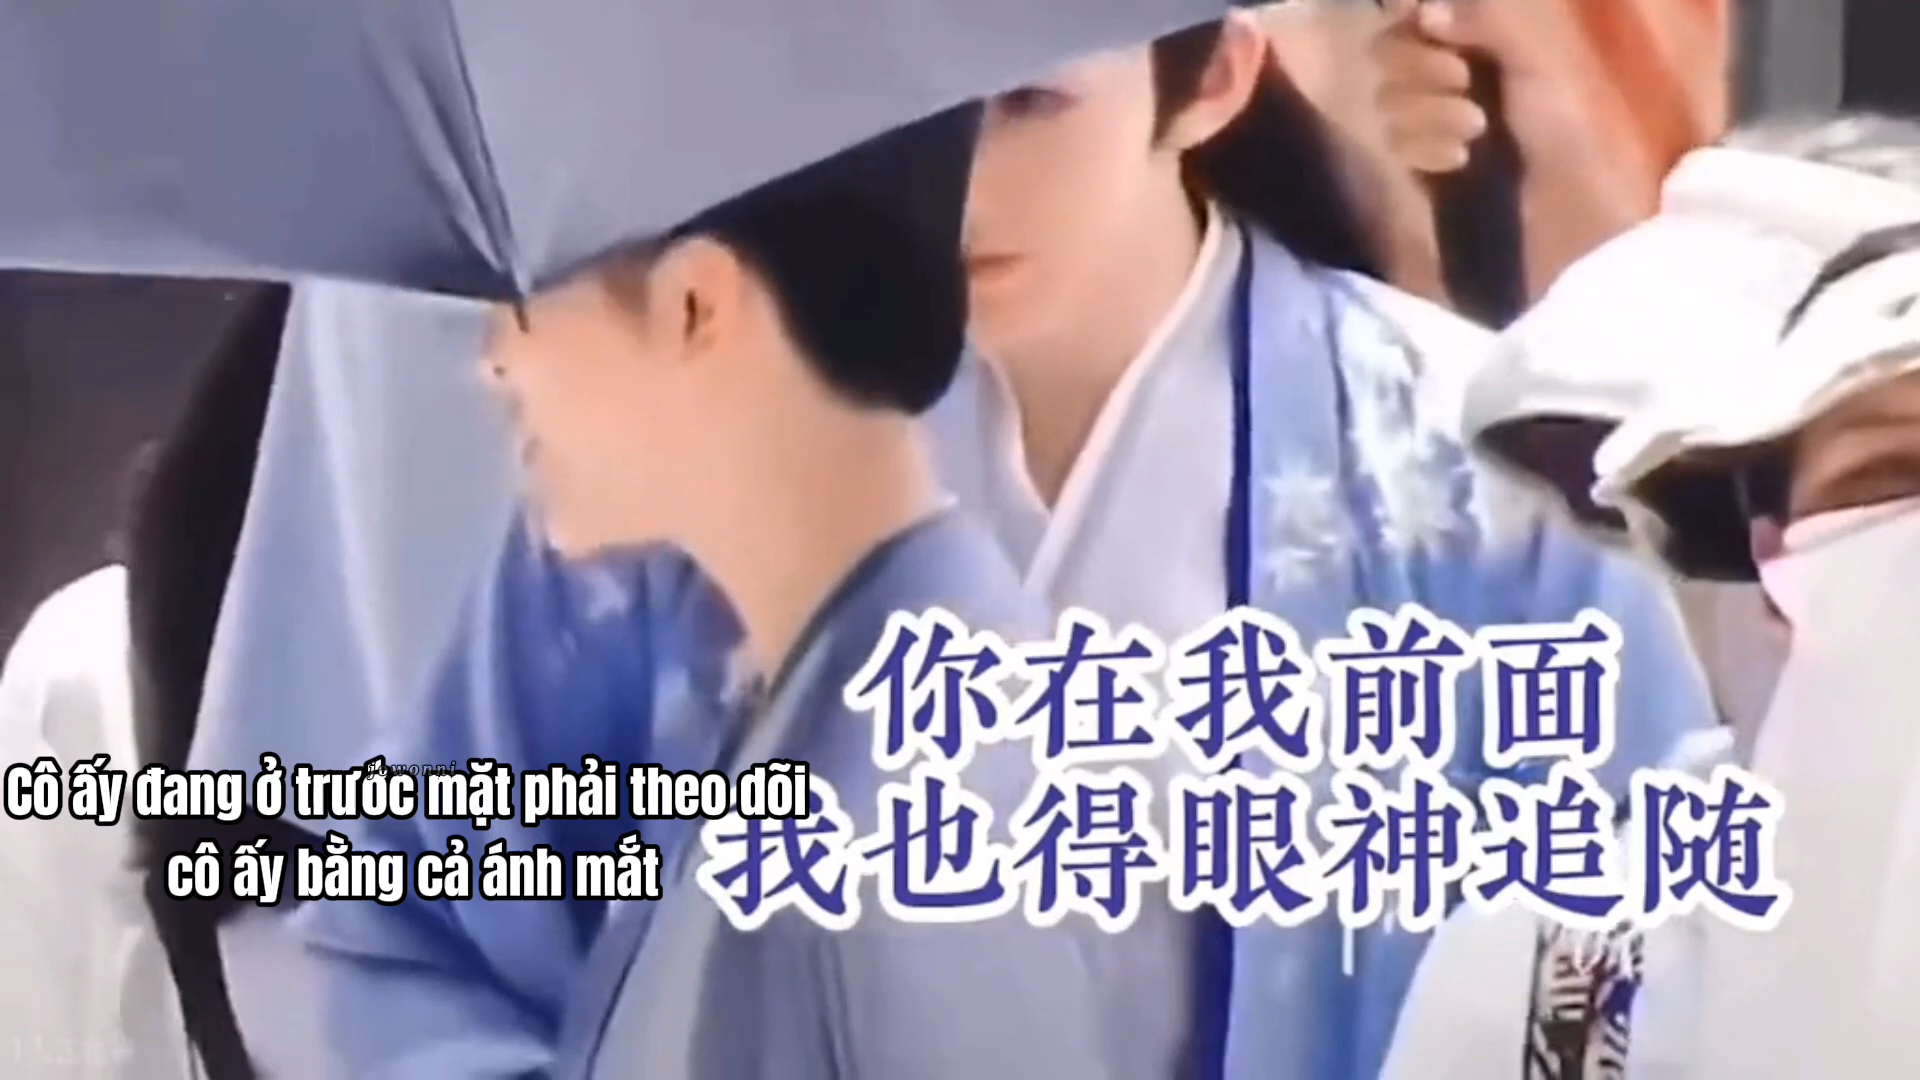 你在我前面
我也得眼神追随
Cô ấy đang ở trước mặt phải theo dõi
cô ấy bằng cả ánh mắt
jowonni